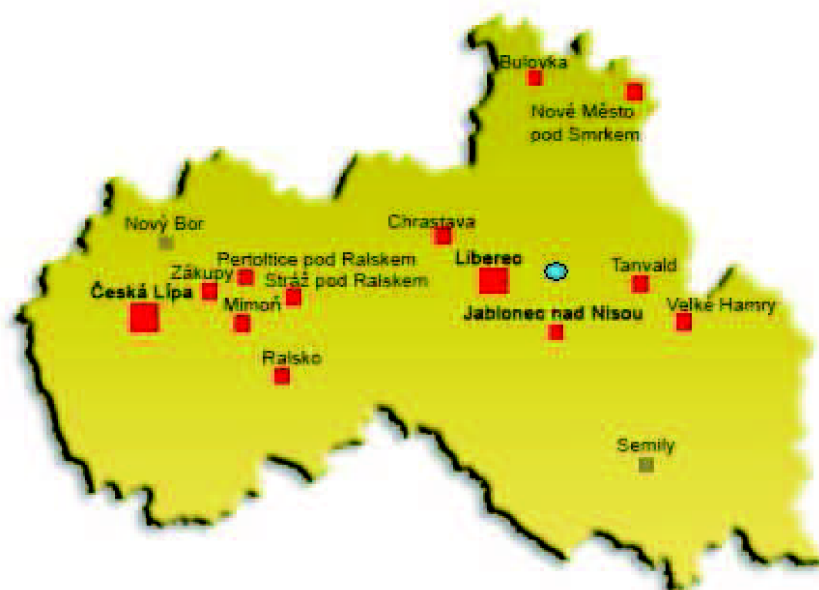 Bulovka
Nové Město
pod Smrkem
Nový Bor
Chrastava
Pertoltice pod Ralskem
Liberec
Tanvald
Zákupy
Stráž pod Ralskem
Česká Lípa
Mimoň
Jablonec nad Nisou
Velké Hamry
Ralsko
Semily